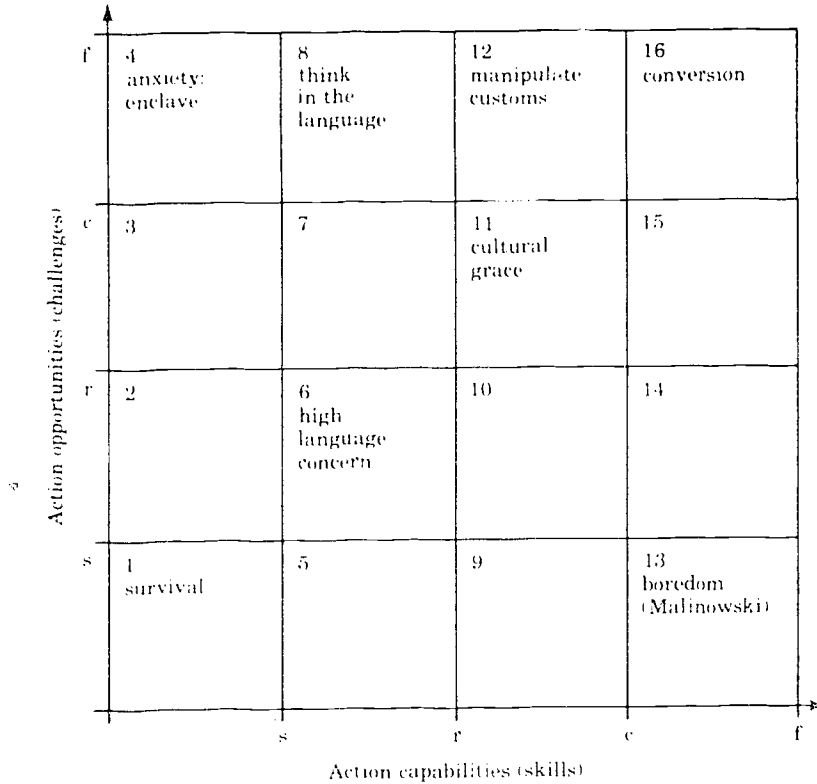 f
4
anxiety:
enclave
8
think
in the
language
12
manipulate
customs
16
conversion
c
3
7
11
cultural
grace
15
Action opportunities (challenges)
r
2
6
high
language
concern
10
14
s
1
survival
5
9
13
boredom
(Malinowski)
s
r
c
f
Action capabilities (skills)